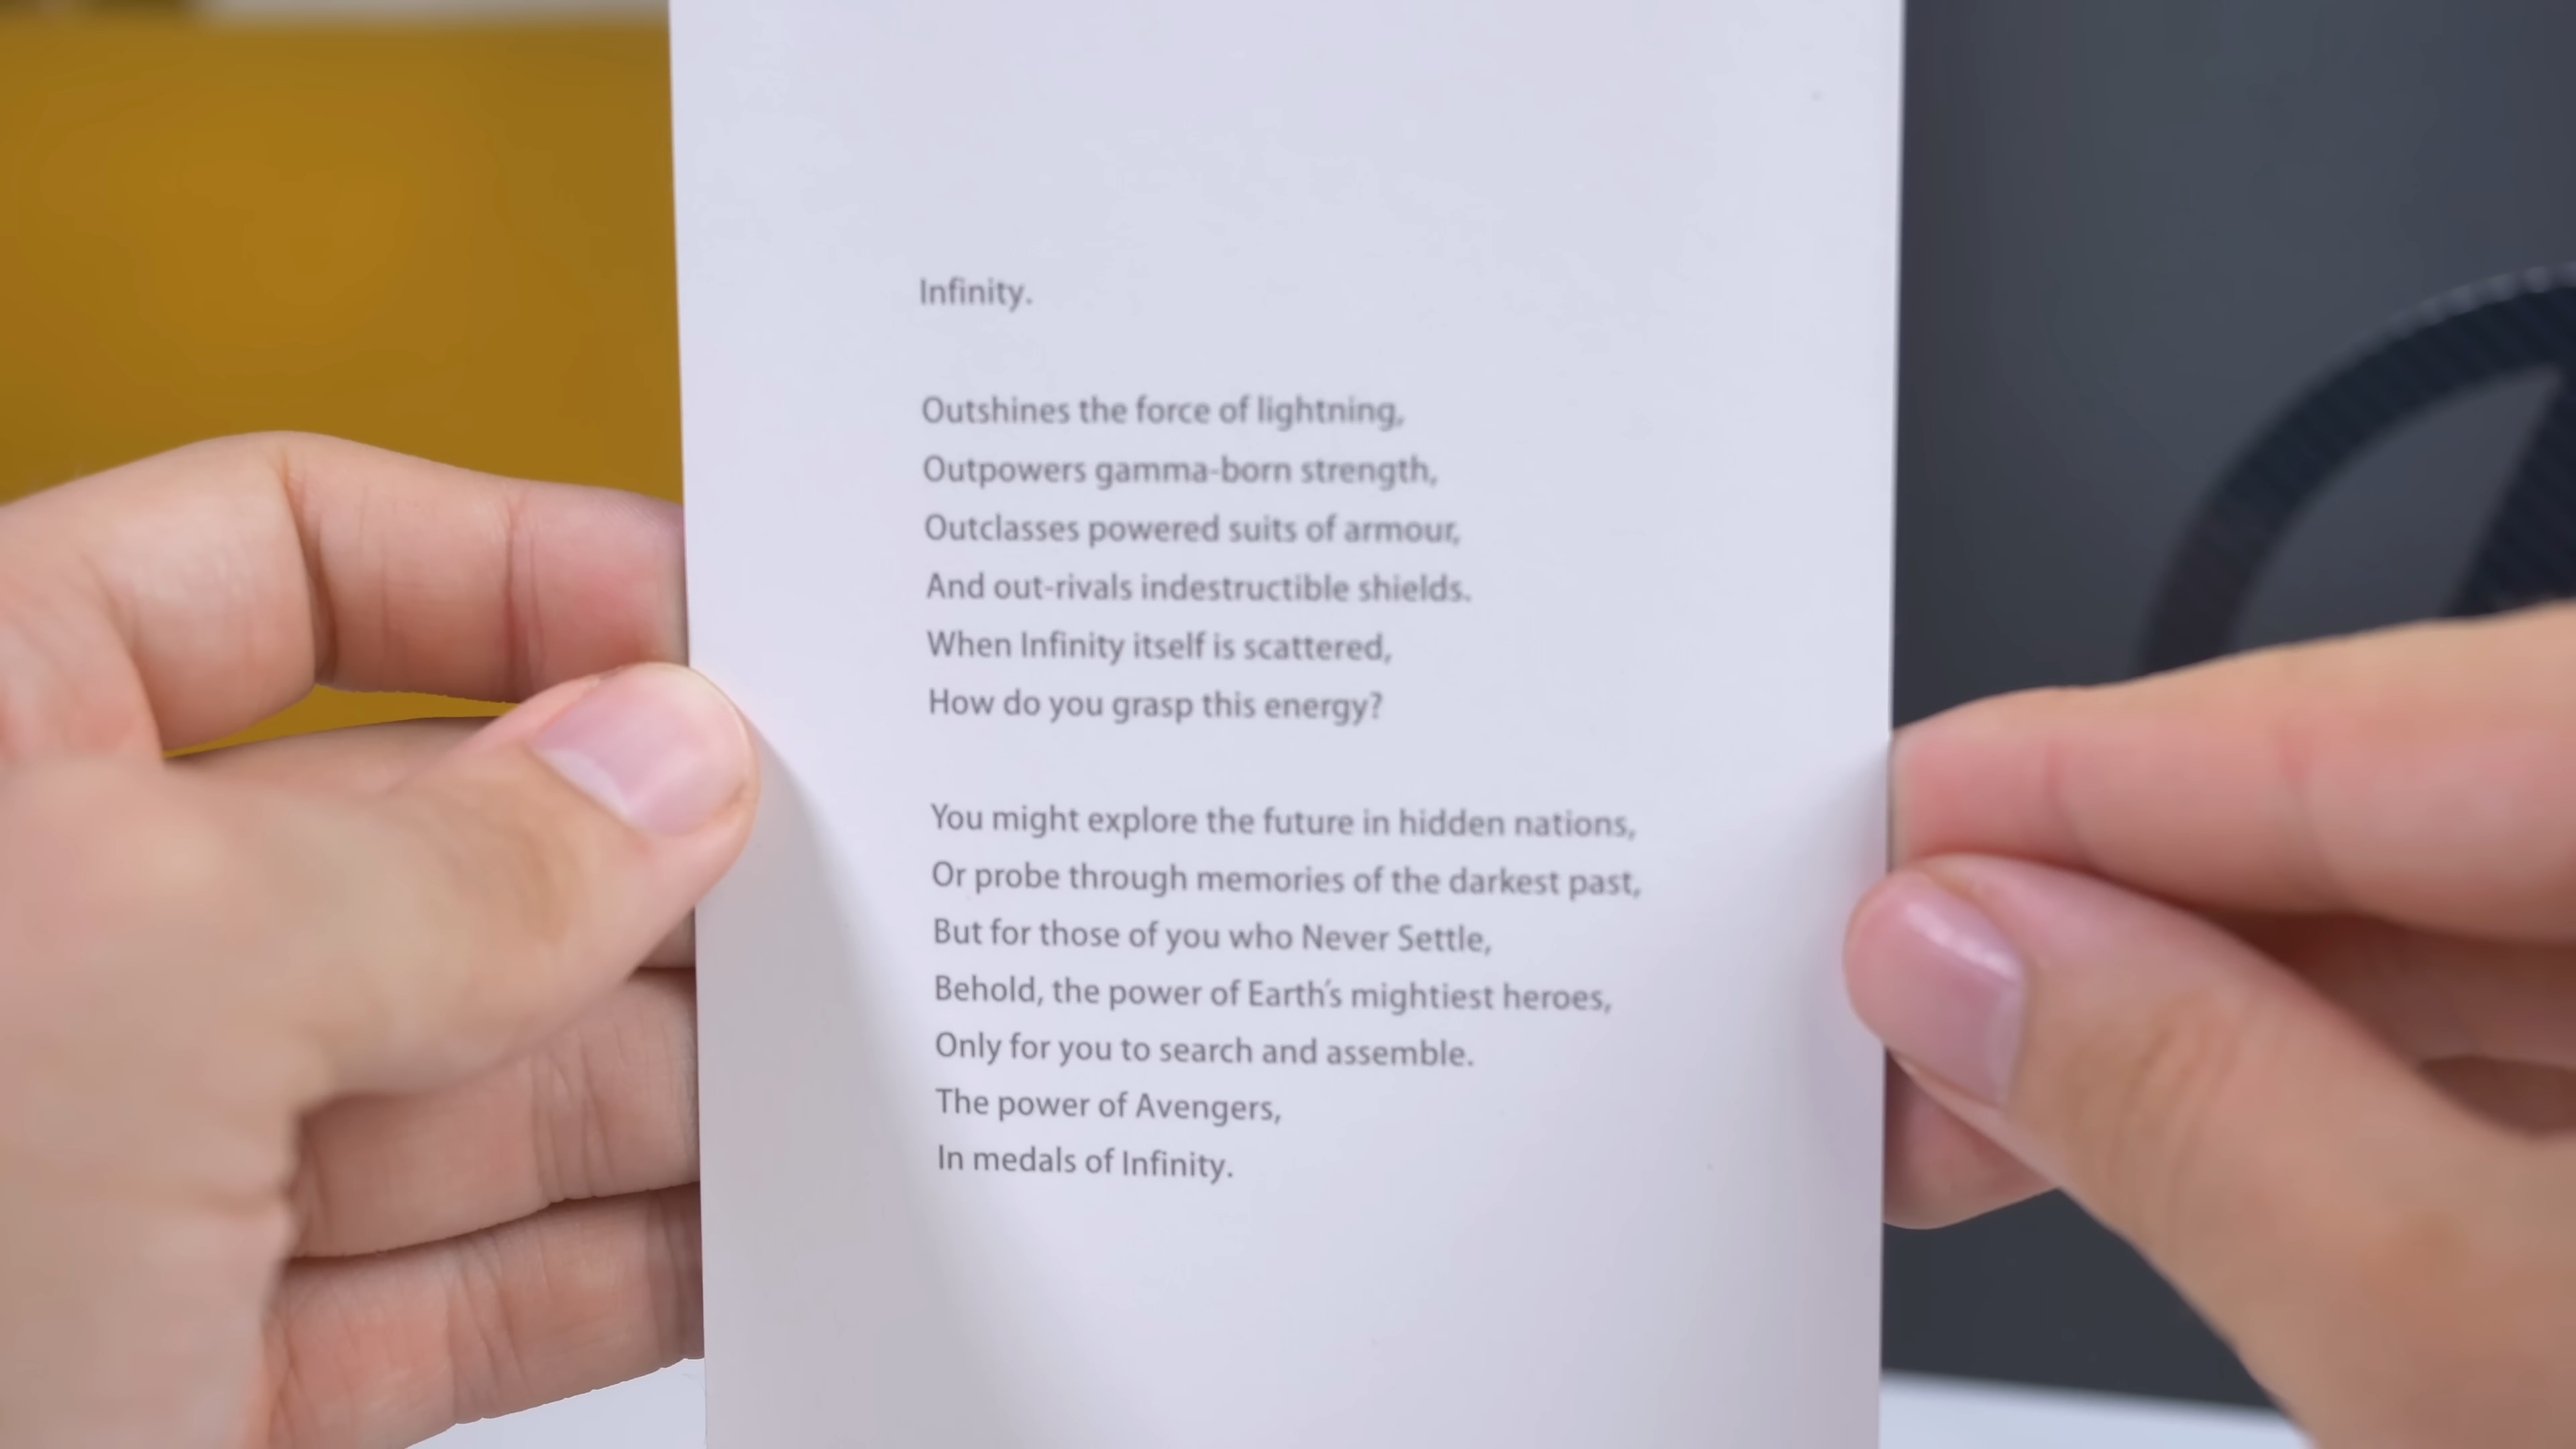 Infinity.
Outshines the force of lightning,
Outpowers gamma-born strength,
Outclasses powered suits of armour,
And out-rivals indestructible shields.
When Infinity itself is scattered,
How do you grasp this energy?
You might explore the future in hidden nations,
Or probe through memories of the darkest past,
But for those of you who Never Settle,
Behold, the power of Earth's mightiest heroes,
Only for you to search and assemble.
The power of Avengers,
In medals of Infinity.